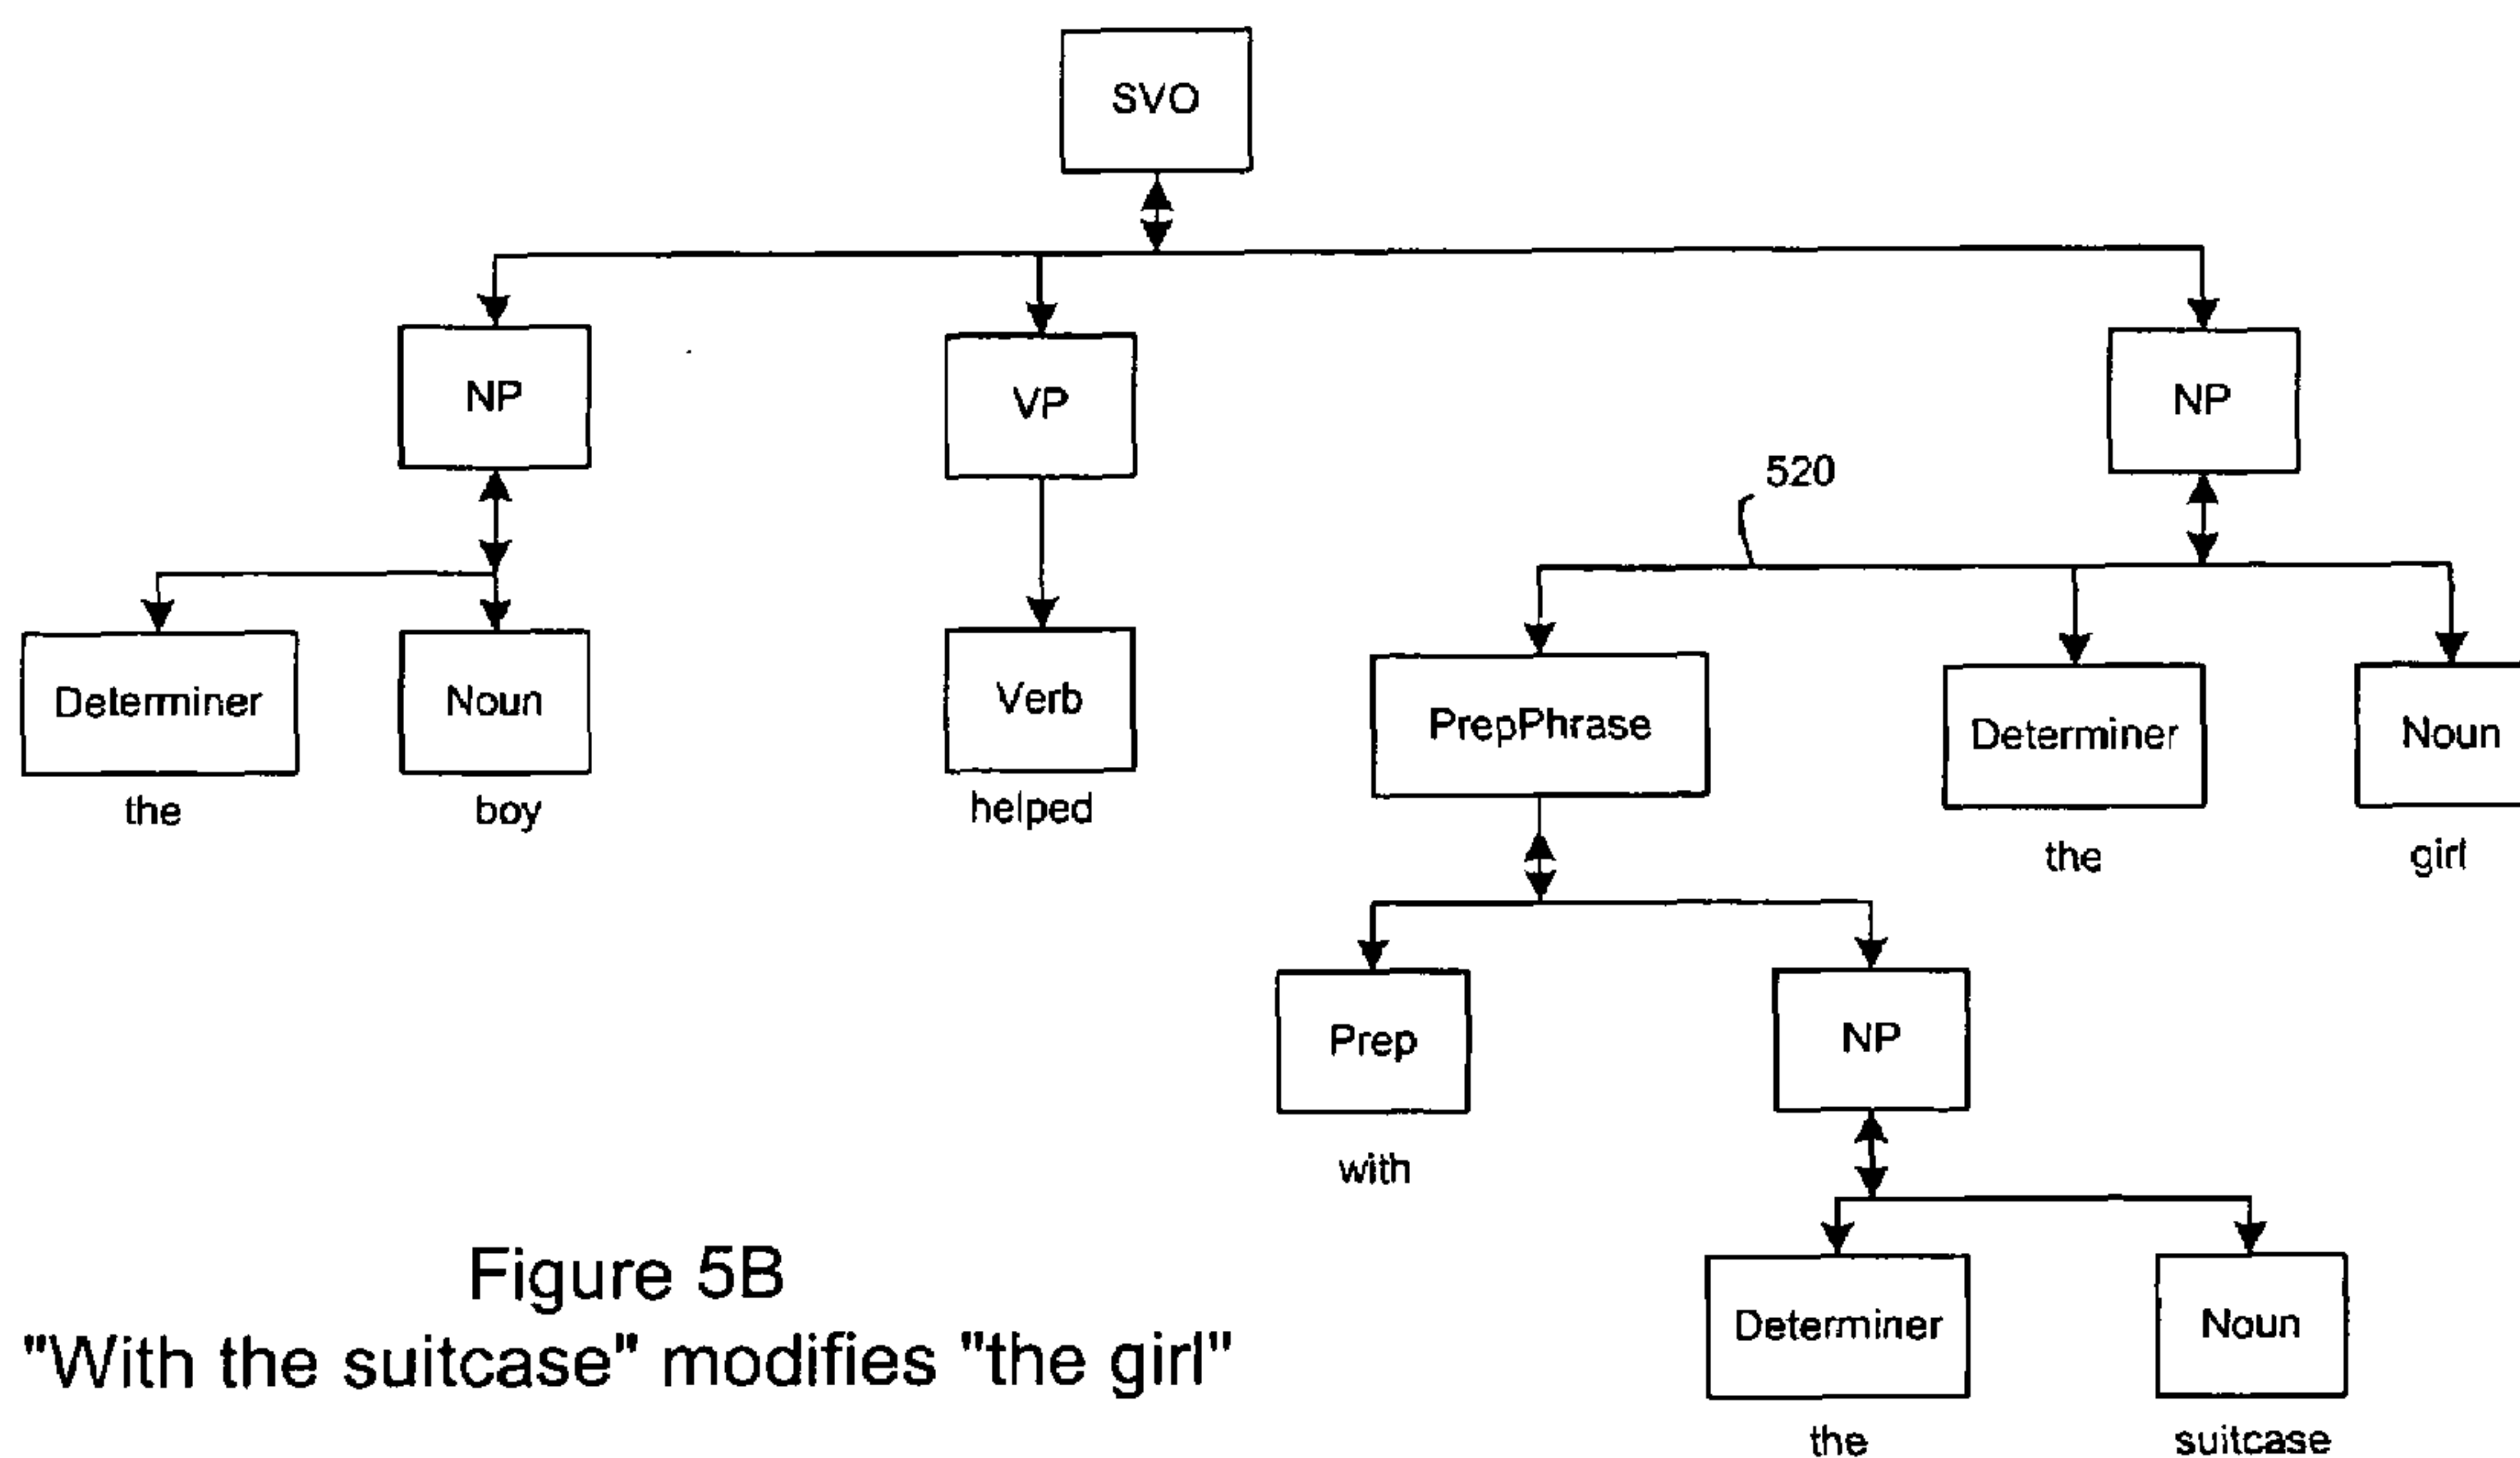 SVO
NP
VP
NP
520
Determiner
Noun
Verb
PrepPhrase
Determiner
Noun
the
boy
helped
the
girl
Prep
NP
with
Figure 5B
"With the suitcase" modifies "the girl"
Determiner
Noun
the
suitcase